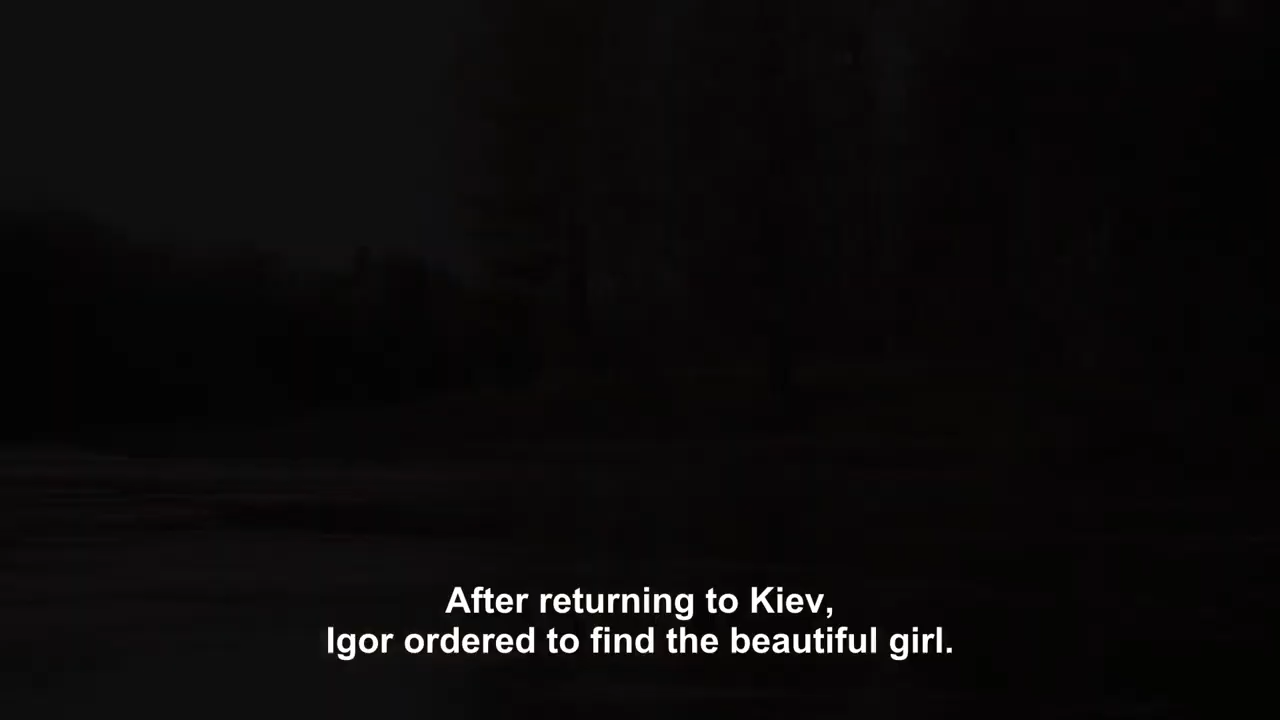 After returning to Kiev,
Igor ordered to find the beautiful girl.